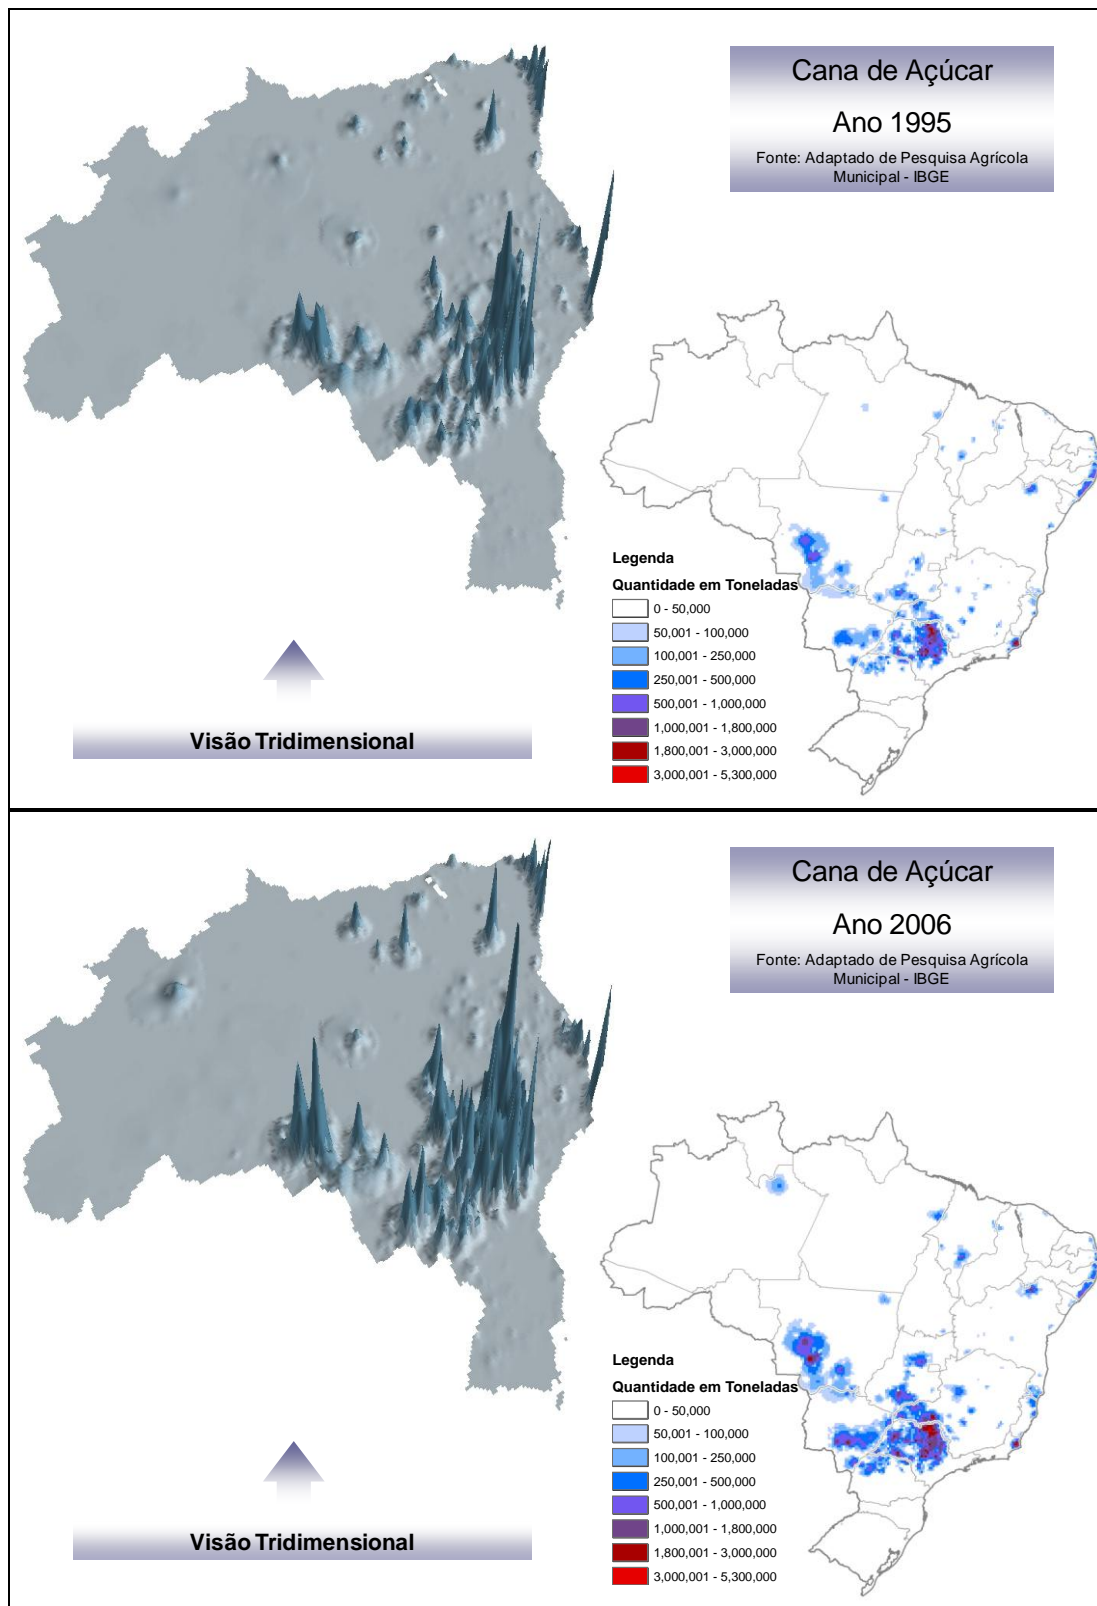 Cana de Açúcar
Ano 1995
Fonte: Adaptado de Pesquisa Agrícola
Municipal - IBGE
Legenda
Quantidade em Toneladas
0 - 50,000
50,001 - 100,000
100,001 - 250,000
250,001 - 500,000
500,001 - 1,000,000
1,000,001 - 1,800,000
1,800,001 - 3,000,000
3,000,001 - 5,300,000
Visão Tridimensional
Cana de Açúcar
Ano 2006
Fonte: Adaptado de Pesquisa Agrícola
Municipal - IBGE
Legenda
Quantidade em Toneladas
0 - 50,000
50,001 - 100,000
100,001 - 250,000
250,001 - 500,000
500,001 - 1,000,000
1,000,001 - 1,800,000
1,800,001 - 3,000,000
3,000,001 - 5,300,000
Visão Tridimensional